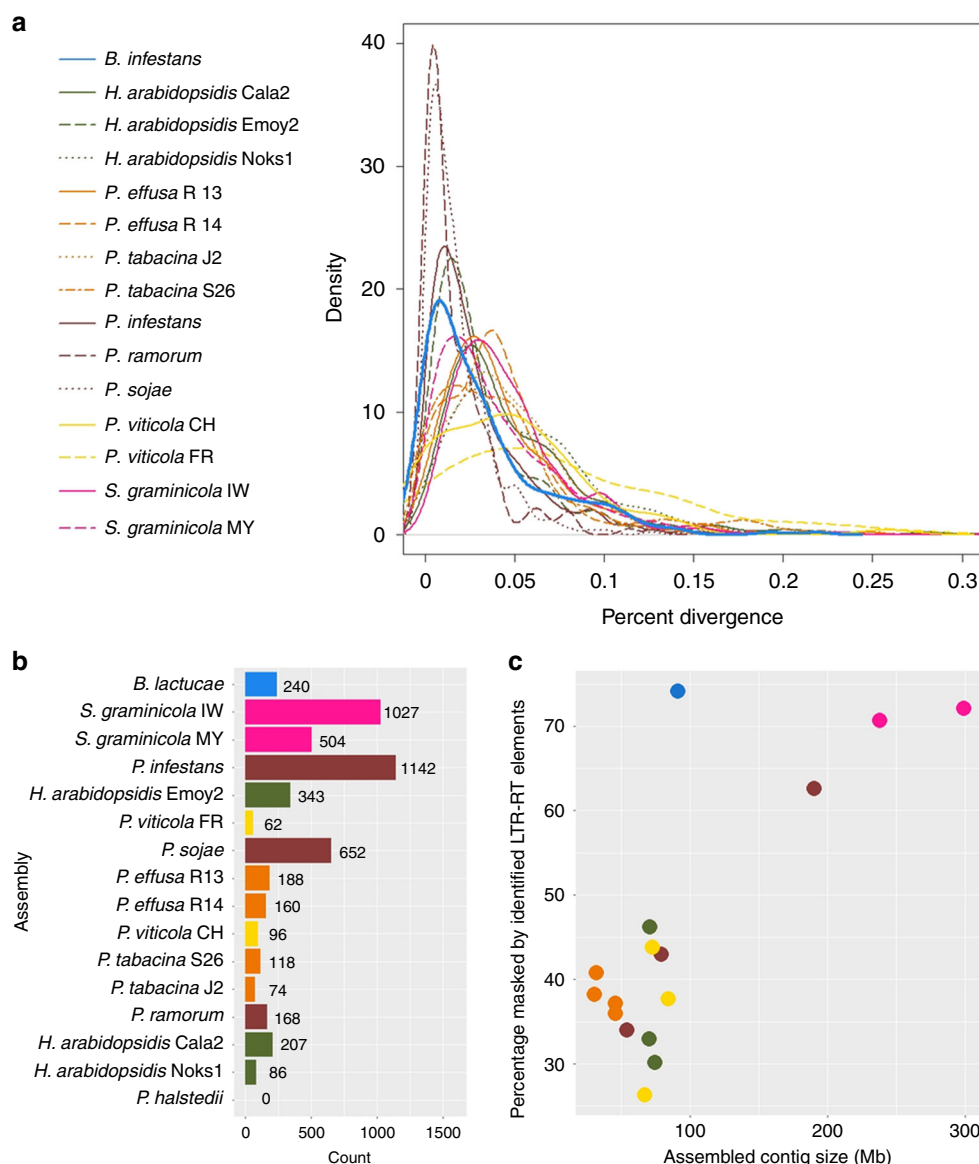 a
B. infestans
H. arabidopsidis Cala2
H. arabidopsidis Emoy2
H. arabidopsidis Noks1
P. effusa R 13
P. effusa R 14
P. tabacina J2
P. tabacina S26
P. infestans
P. ramorum
P. sojae
P. viticola CH
P. viticola FR
S. graminicola IW
S. graminicola MY
Density
40
30
20
10
0
0 0.05 0.1 0.15 0.2 0.25 0.3
Percent divergence
b
Assembly
B. lactucae 240
S. graminicola IW 1027
S. graminicola MY 504
P. infestans 1142
H. arabidopsidis Emoy2 343
P. viticola FR 62
P. sojae 652
P. effusa R13 188
P. effusa R14 160
P. viticola CH 96
P. tabacina S26 118
P. tabacina J2 74
P. ramorum 168
H. arabidopsidis Cala2 207
H. arabidopsidis Noks1 86
P. halstedii 0
0 500 1000 1500
Count
c
Percentage masked by identified LTR-RT elements
70
60
50
40
30
100 200 300
Assembled contig size (Mb)